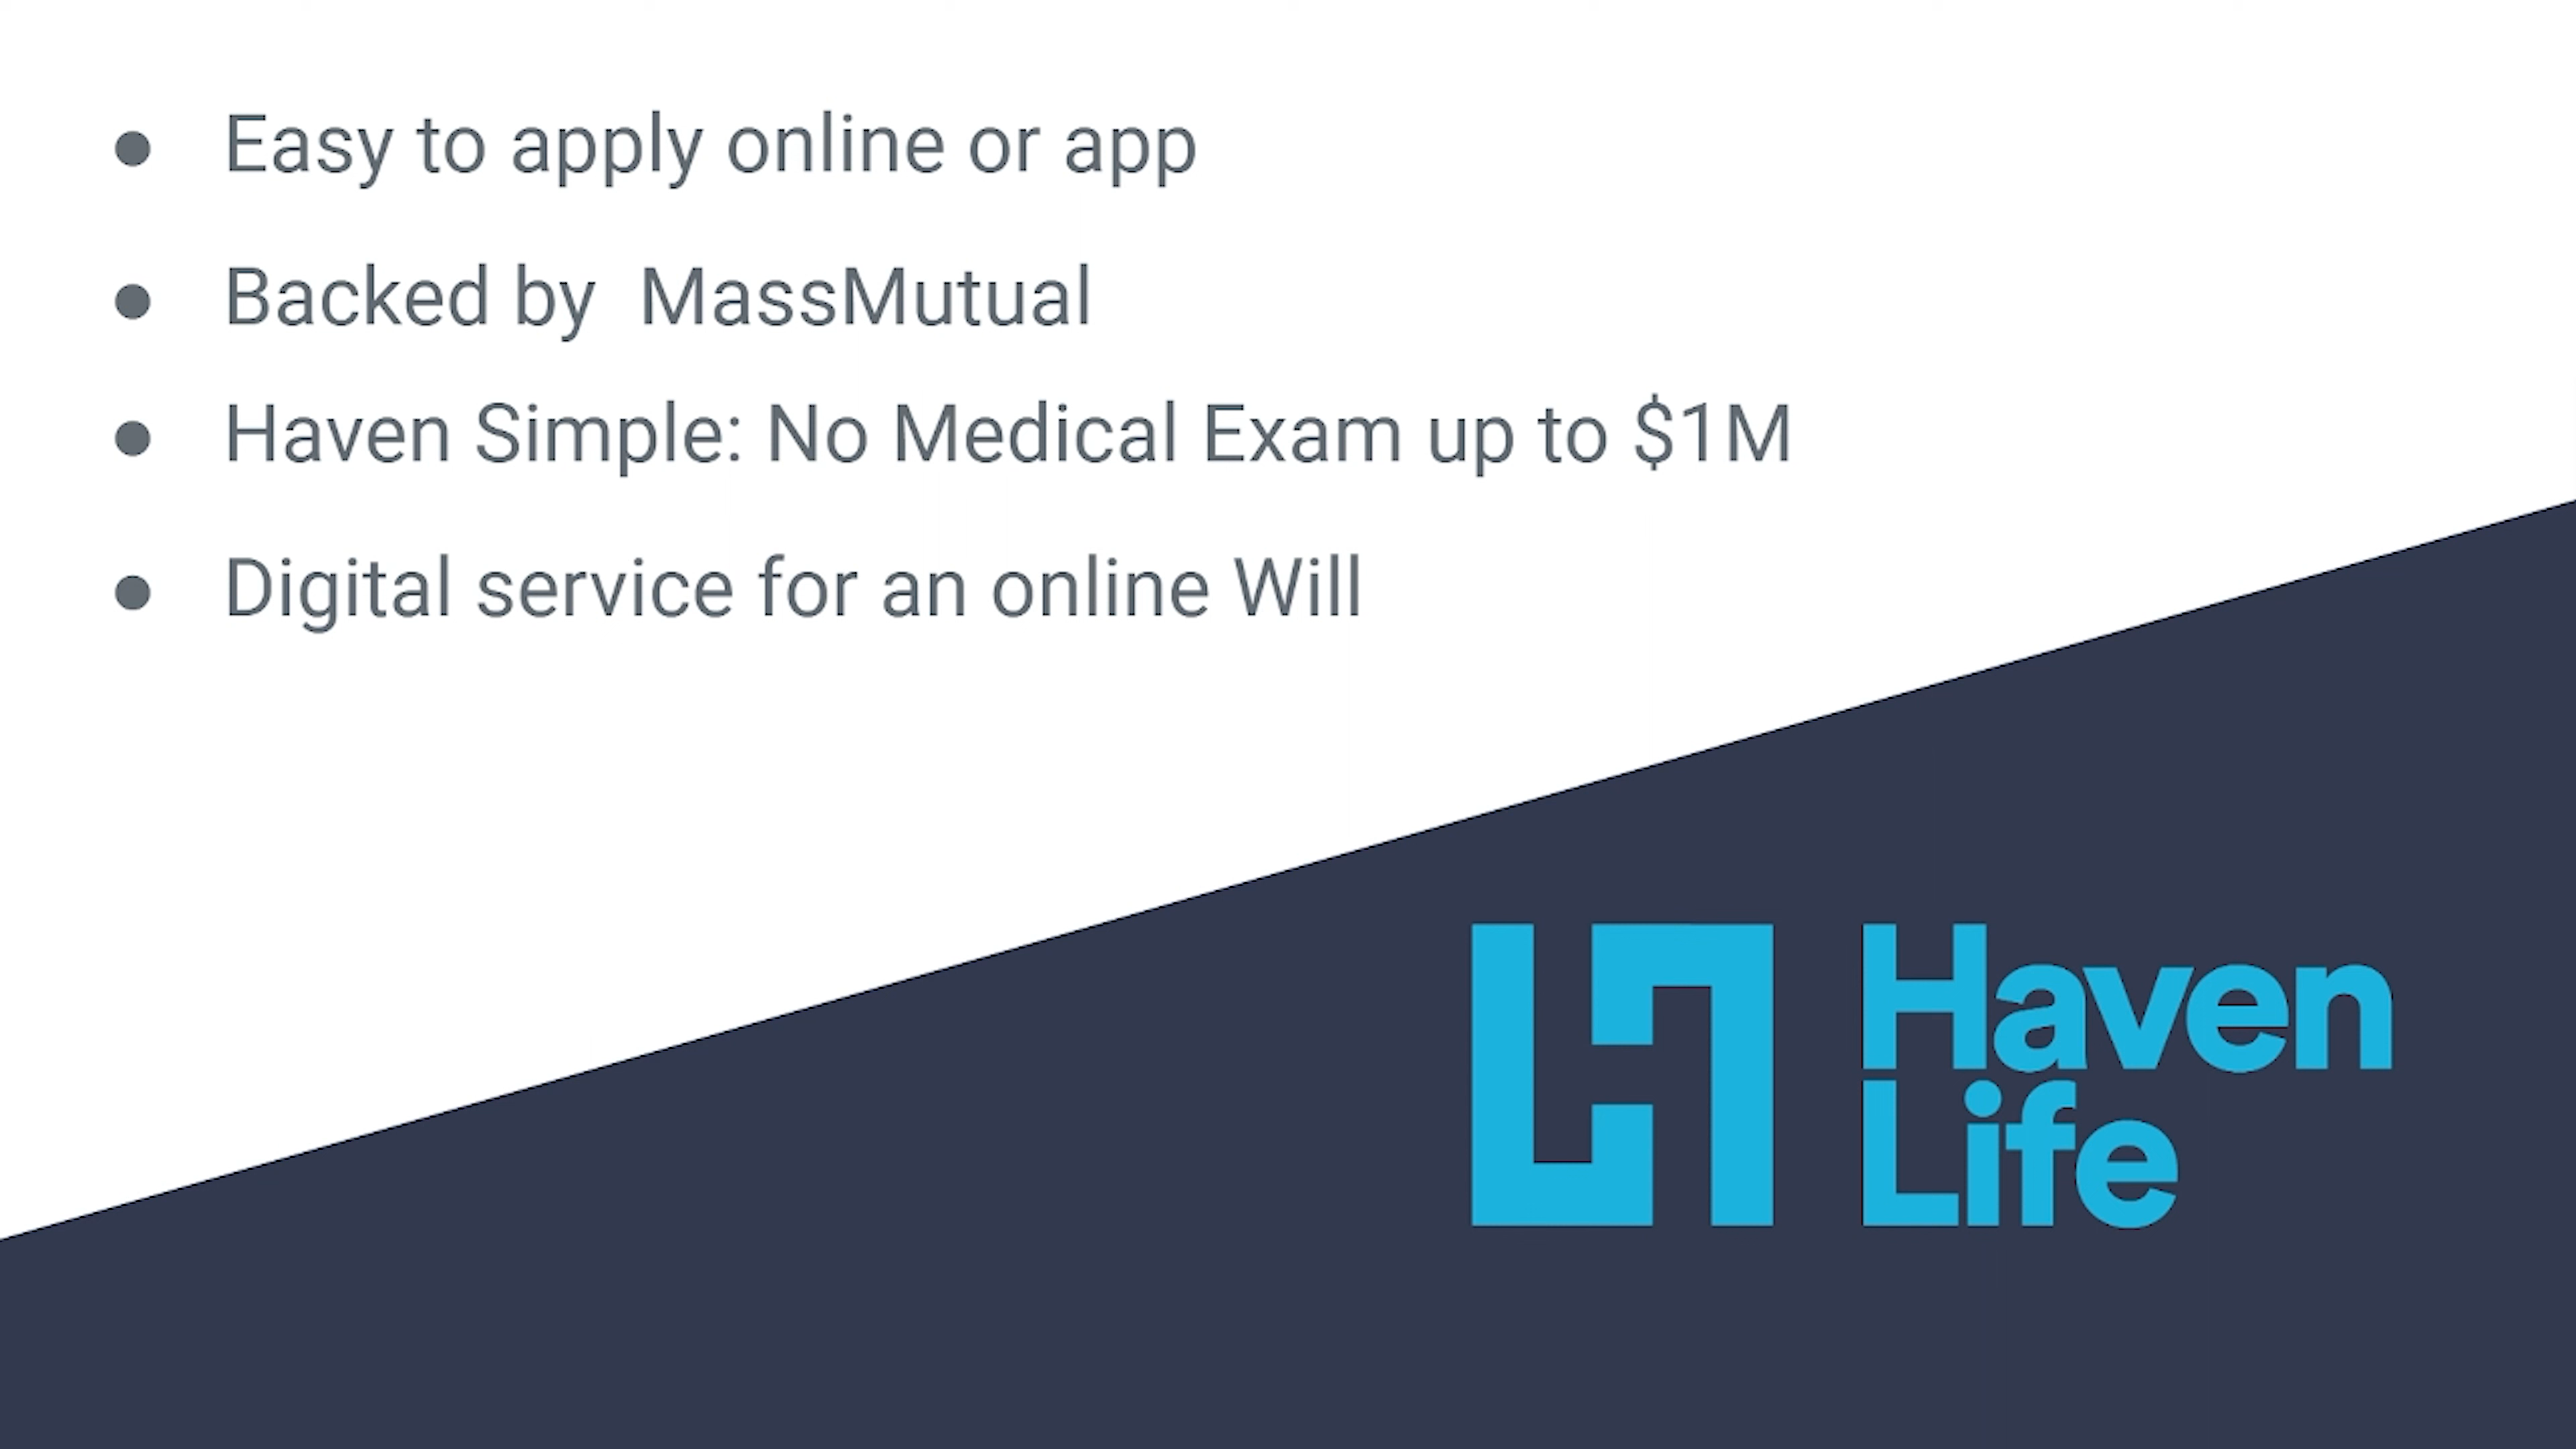 ● Easy to apply online or app
● Backed by  MassMutual
● Haven Simple: No Medical Exam up to $1M
● Digital service for an online Will
Haven
Life